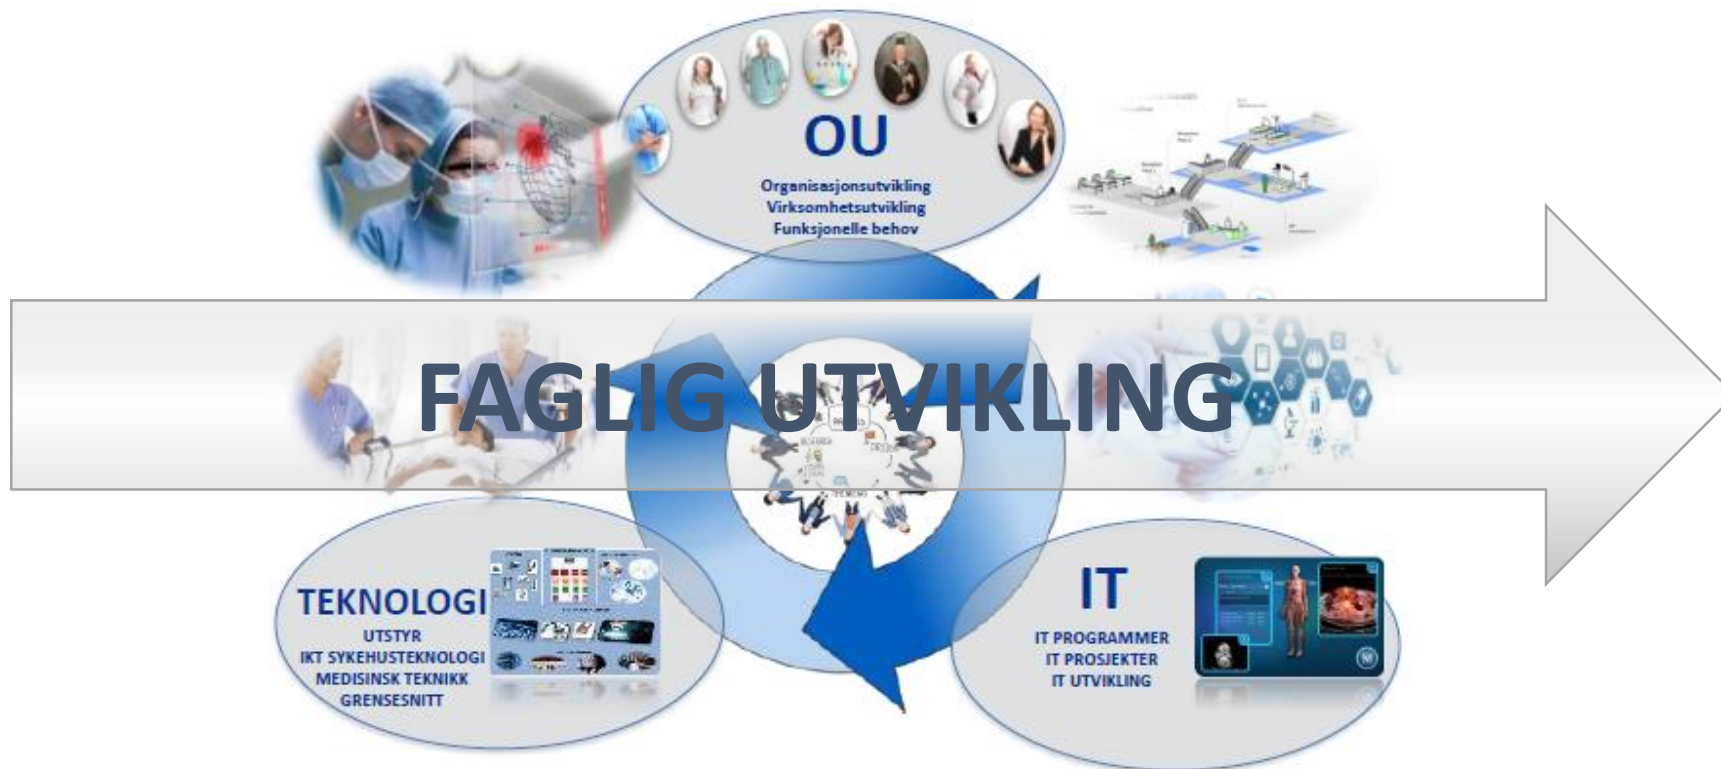 OU
Organisasjonsutvikling
Virksomhetsutvikling
Funksjonelle behov
FAGLIG UTVIKLING
TEKNOLOGI
UTSTYR
IKT SYKEHUSTEKNOLOGI
MEDISINSK TEKNIKK
GRENSESNITT
IT
IT PROGRAMMER
IT PROSJEKTER
IT UTVIKLING